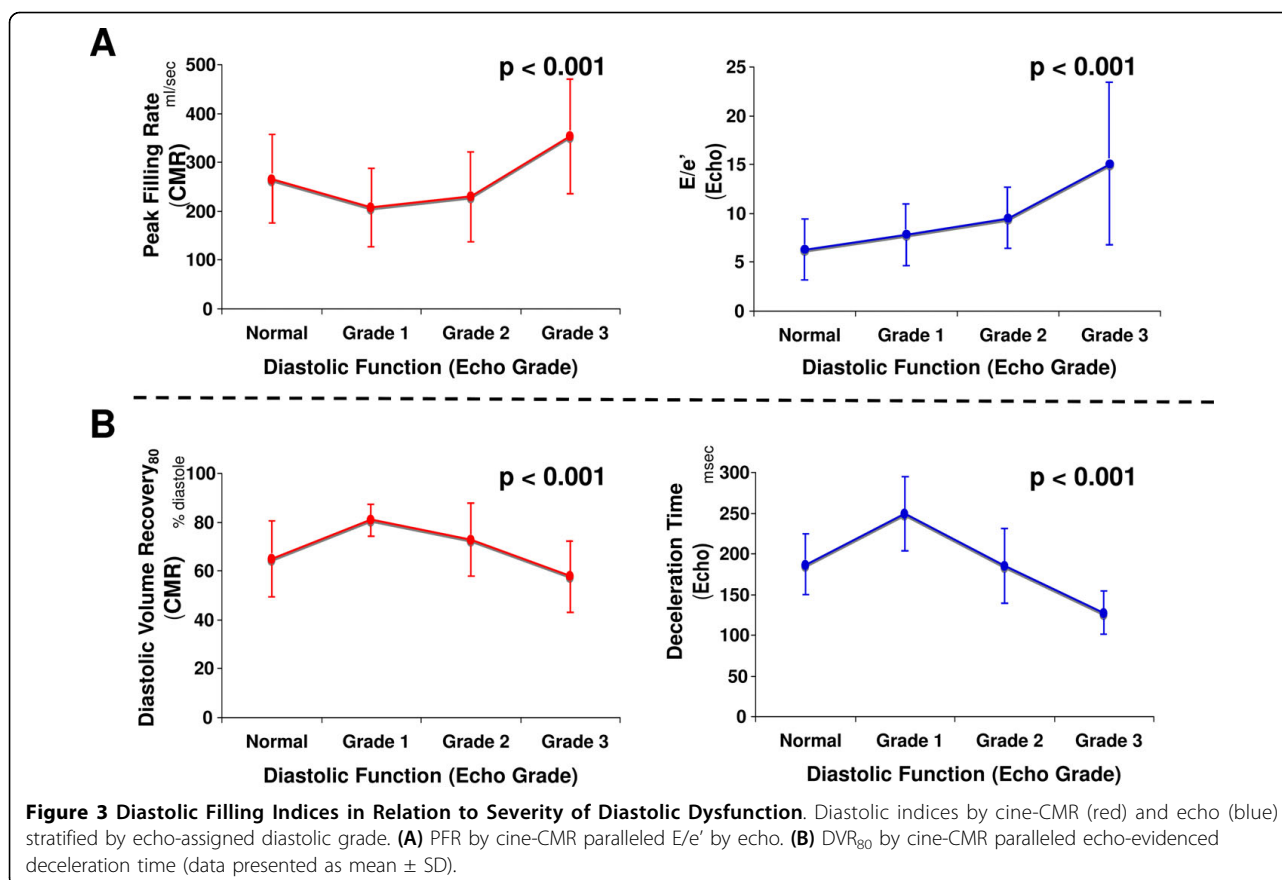 A
Peak Filling Rate
(CMR)
ml/sec
500
400
300
200
100
0
p < 0.001
Normal Grade 1 Grade 2 Grade 3
Diastolic Function (Echo Grade)
E/e’
(Echo)
25
20
15
10
5
0
p < 0.001
Normal Grade 1 Grade 2 Grade 3
Diastolic Function (Echo Grade)
B
Diastolic Volume Recovery₈₀
(CMR)
% diastole
100
80
60
40
20
0
p < 0.001
Normal Grade 1 Grade 2 Grade 3
Diastolic Function (Echo Grade)
Deceleration Time
(Echo)
msec
300
250
200
150
100
50
0
p < 0.001
Normal Grade 1 Grade 2 Grade 3
Diastolic Function (Echo Grade)
Figure 3 Diastolic Filling Indices in Relation to Severity of Diastolic Dysfunction. Diastolic indices by cine-CMR (red) and echo (blue)
stratified by echo-assigned diastolic grade. (A) PFR by cine-CMR paralleled E/e’ by echo. (B) DVR₈₀ by cine-CMR paralleled echo-evidenced
deceleration time (data presented as mean ± SD).